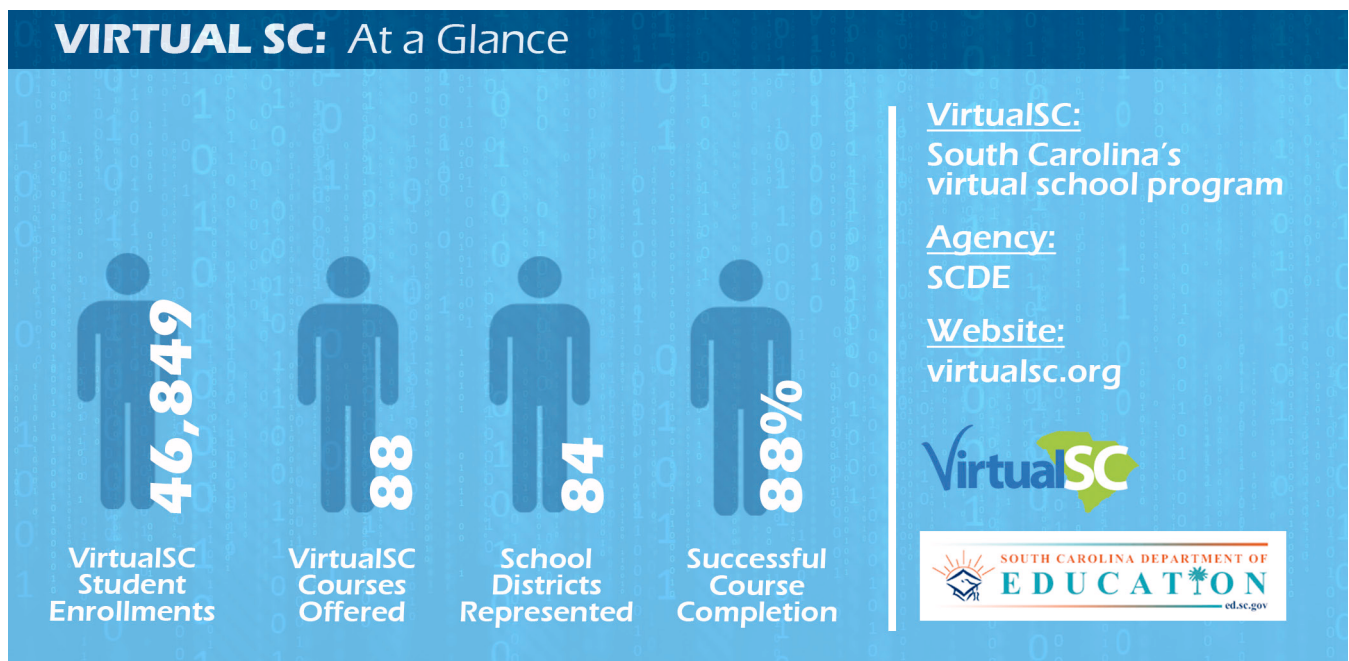 VIRTUAL SC: At a Glance
46,849
VirtualSC
Student
Enrollments
88
VirtualSC
Courses
Offered
84
School
Districts
Represented
88%
Successful
Course
Completion
VirtualSC:
South Carolina's
virtual school program
Agency:
SCDE
Website:
virtualsc.org
VirtualSC
SOUTH CAROLINA DEPARTMENT OF
EDUCATION
ed.sc.gov